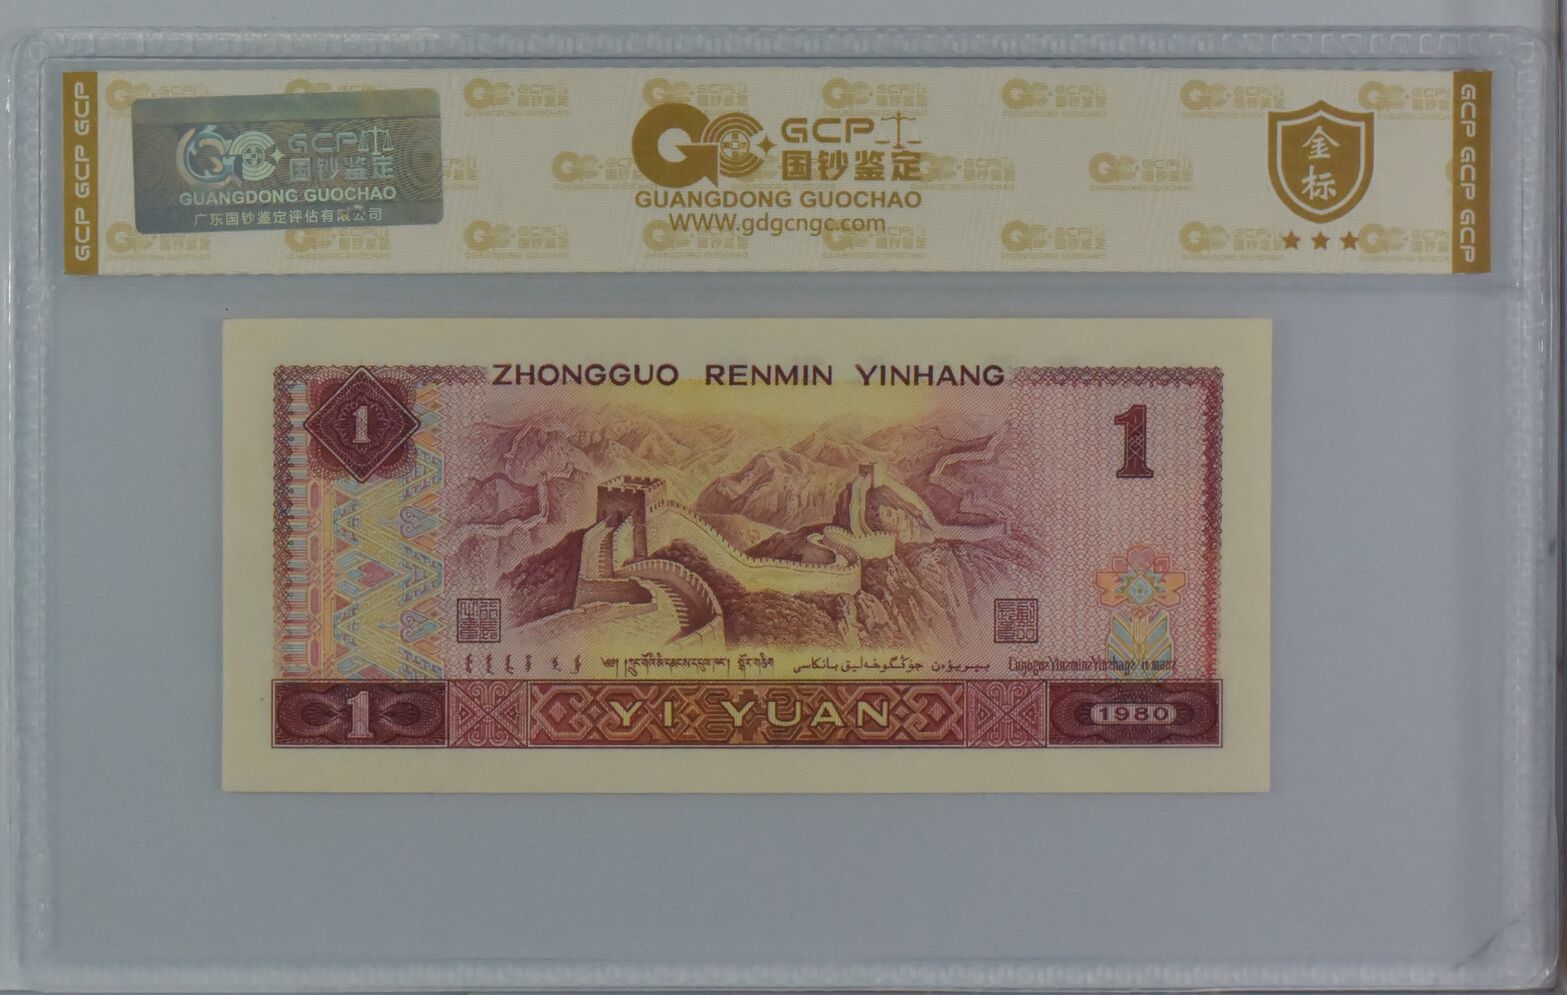 GCP GCP GCP
GCP
国钞鉴定
GUANGDONG GUOCHAO
广东国钞鉴定评估有限公司
GCP
国钞鉴定
GUANGDONG GUOCHAO
WWW.gdgcngc.com
金标
GCP GCP GCP
ZHONGGUO RENMIN YINHANG
1
1
1
YI YUAN
1980